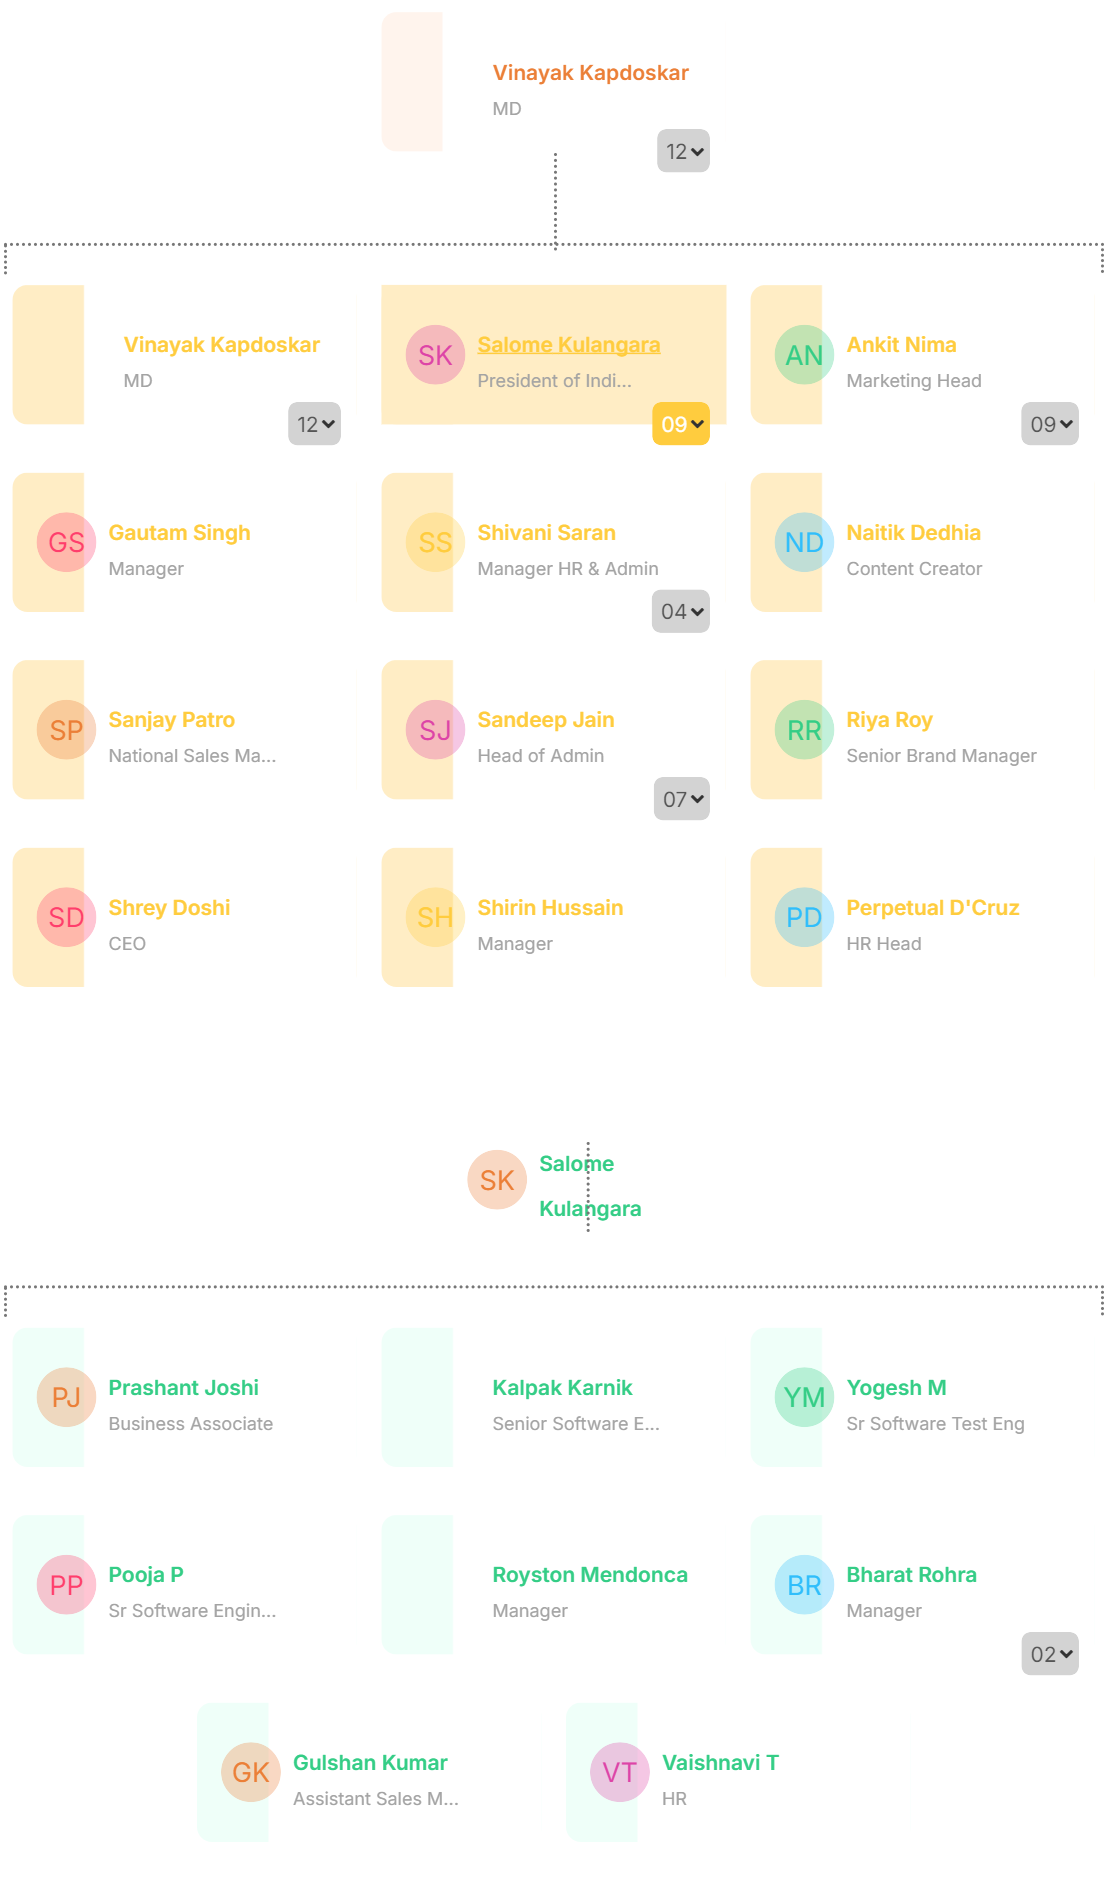 Vinayak Kapdoskar
MD
12
Vinayak Kapdoskar
MD
12
SK
Salome Kulangara
President of Indi...
09
AN
Ankit Nima
Marketing Head
09
GS
Gautam Singh
Manager
SS
Shivani Saran
Manager HR & Admin
04
ND
Naitik Dedhia
Content Creator
SP
Sanjay Patro
National Sales Ma...
SJ
Sandeep Jain
Head of Admin
07
RR
Riya Roy
Senior Brand Manager
SD
Shrey Doshi
CEO
SH
Shirin Hussain
Manager
PD
Perpetual D'Cruz
HR Head
SK
Salome
Kulangara
PJ
Prashant Joshi
Business Associate
Kalpak Karnik
Senior Software E...
YM
Yogesh M
Sr Software Test Eng
PP
Pooja P
Sr Software Engin...
Royston Mendonca
Manager
BR
Bharat Rohra
Manager
02
GK
Gulshan Kumar
Assistant Sales M...
VT
Vaishnavi T
HR